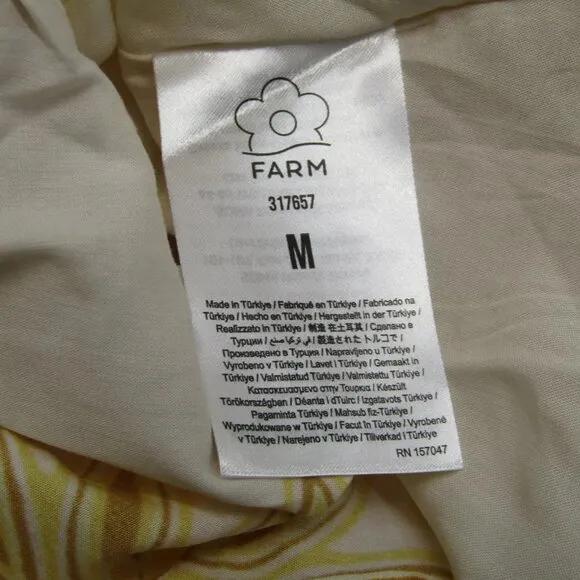 FARM
317657
M
Made in Türkiye / Fabriqué en Türkiye / Fabricado na
Türkiye / Hecho en Türkiye / Hergestellt in der Türkiye /
Realizzato in Türkiye / 制造 在土耳其 / Сделано в
Турции / صنع في تركيا / 製造された トルコで /
Произведено в Турция / Napravljeno u Türkiye /
Vyrobeno v Türkiye / Lavet i Türkiye / Gemaakt in
Türkiye / Valmistatud Türkiye / Valmistettu Türkiye /
Κατασκευασμένο στην Τουρκία / Készült
Törökországben / Déanta i dTuirc / Izgatavots Türkiye /
Pagaminta Türkiye / Mahsub fiz-Türkiye /
Wyprodukowane w Türkiye / Facut în Türkiye / Vyrobené
v Türkiye / Narejeno v Türkiye / Tillverkad i Türkiye
RN 157047